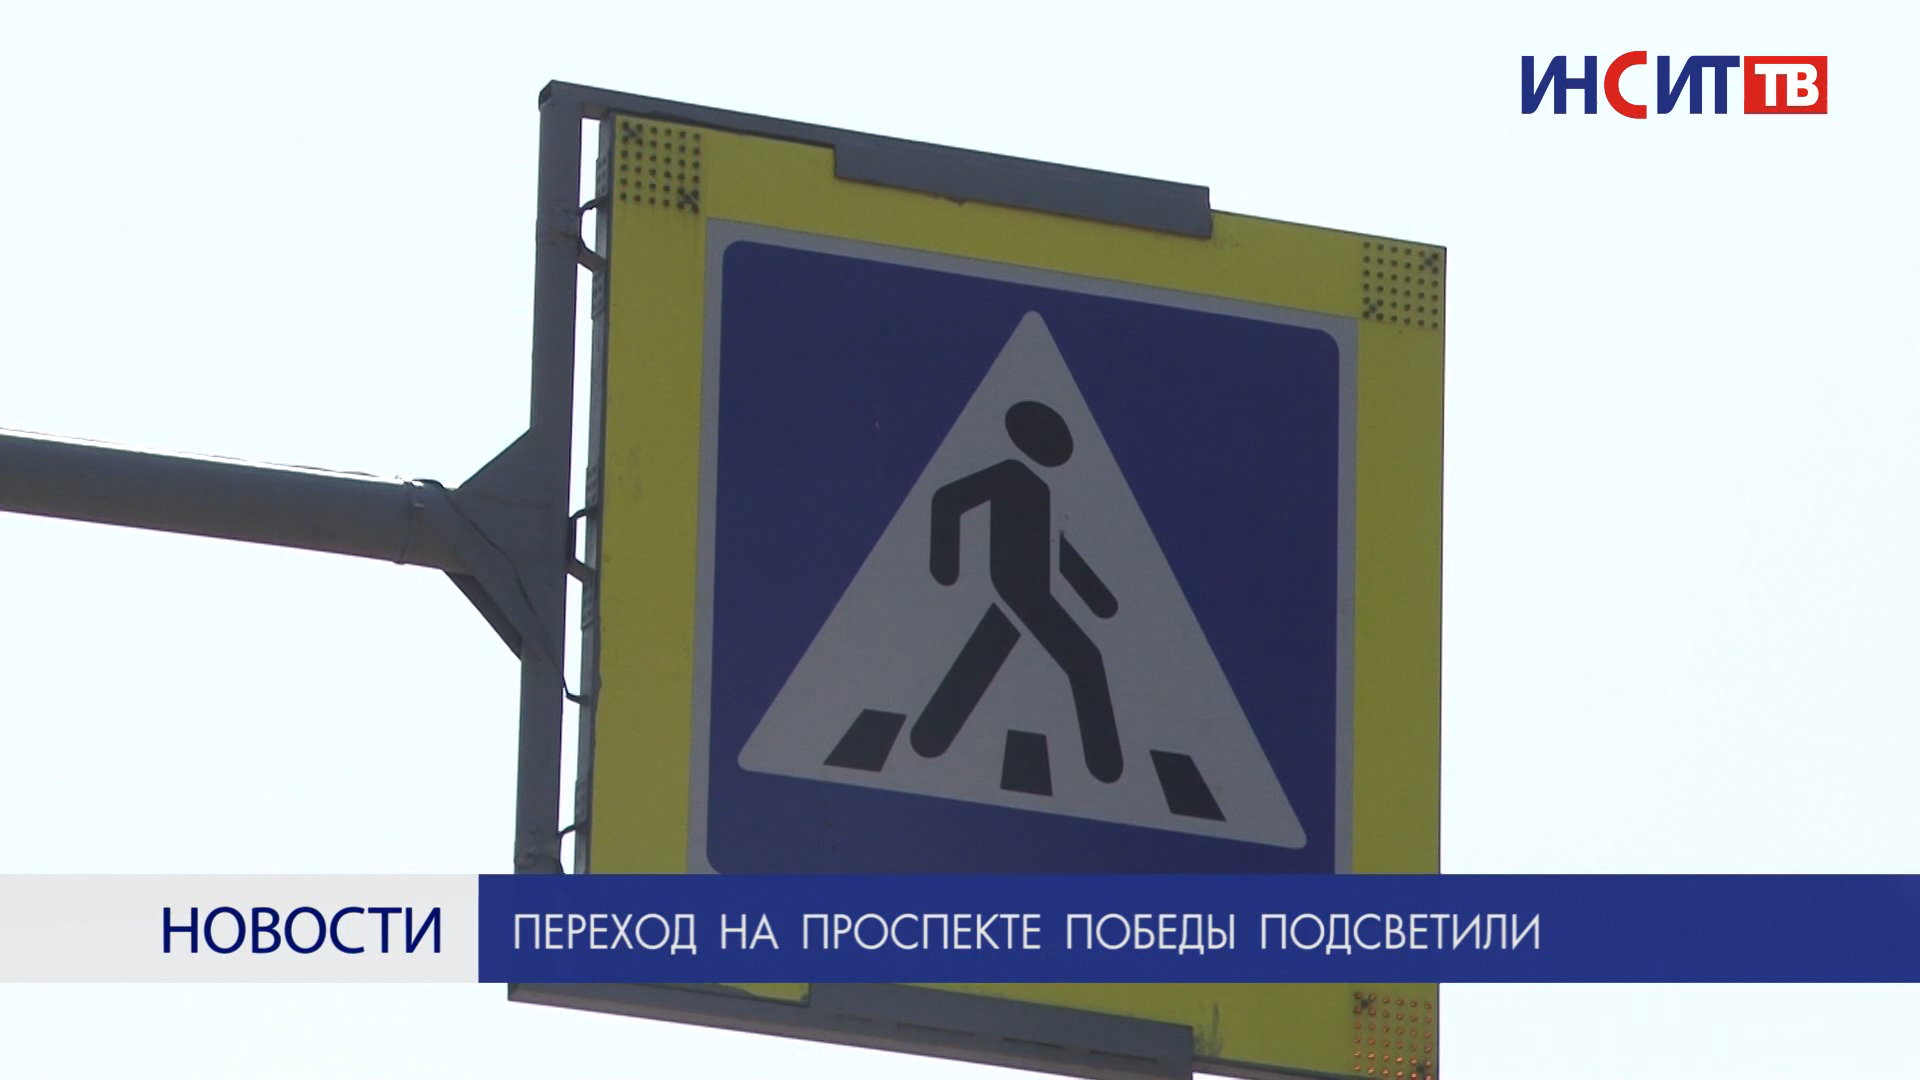 ИНСИТ ТВ
НОВОСТИ
ПЕРЕХОД НА ПРОСПЕКТЕ ПОБЕДЫ ПОДСВЕТИЛИ